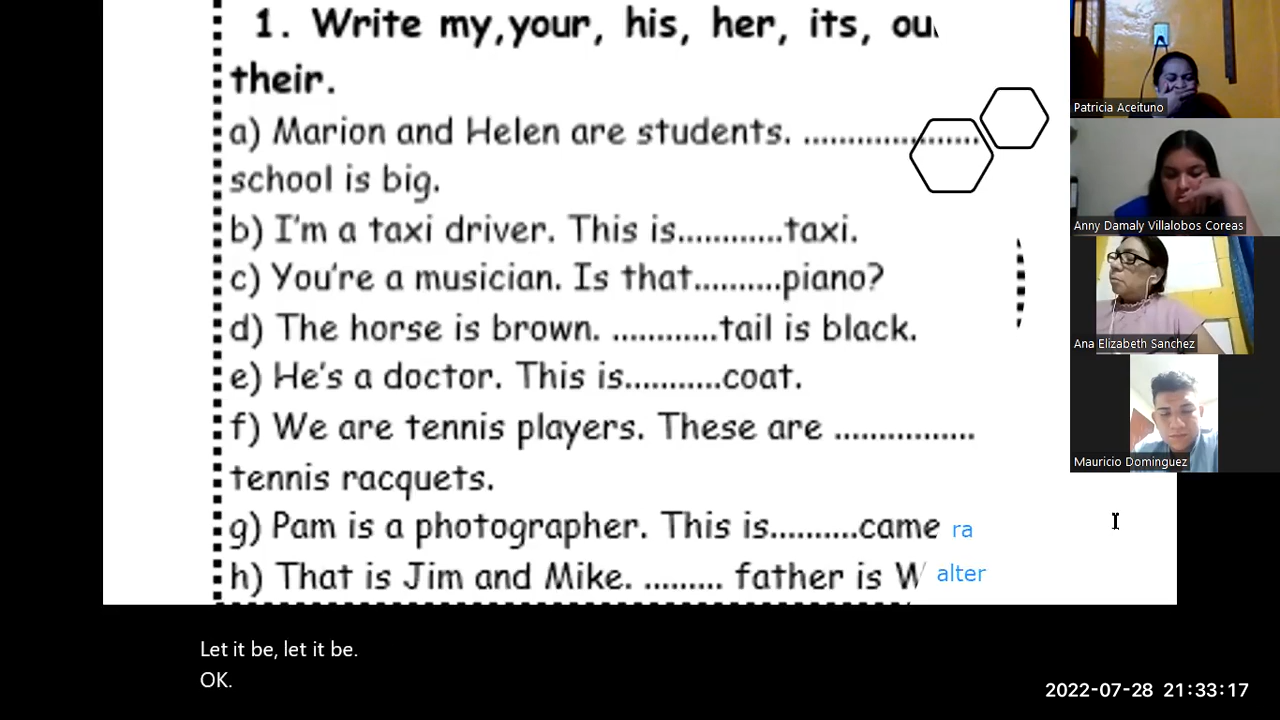 1. Write my,your, his, her, its, ou
their.
a) Marion and Helen are students. ........................
school is big.
b) I'm a taxi driver. This is............taxi.
c) You're a musician. Is that..........piano?
d) The horse is brown. ............tail is black.
e) He's a doctor. This is...........coat.
f) We are tennis players. These are ................
tennis racquets.
g) Pam is a photographer. This is..........camera
h) That is Jim and Mike. ......... father is Walter
Patricia Aceituno
Anny Damaly Villalobos Coreas
Ana Elizabeth Sanchez
Mauricio Dominguez
Let it be, let it be.
OK.
2022-07-28 21:33:17